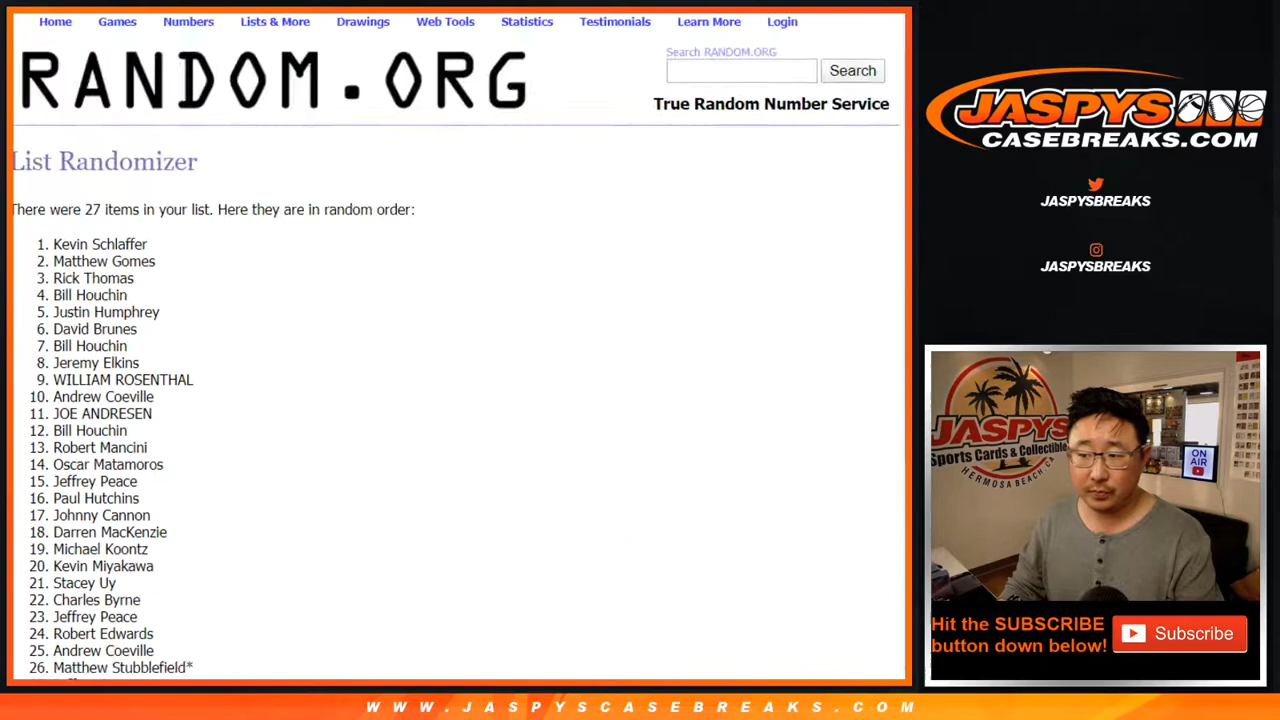 Home Games Numbers Lists & More Drawings Web Tools Statistics Testimonials Learn More Login
RANDOM.ORG
Search RANDOM.ORG
Search
True Random Number Service
List Randomizer
There were 27 items in your list. Here they are in random order:
1. Kevin Schlaffer
2. Matthew Gomes
3. Rick Thomas
4. Bill Houchin
5. Justin Humphrey
6. David Brunes
7. Bill Houchin
8. Jeremy Elkins
9. WILLIAM ROSENTHAL
10. Andrew Coeville
11. JOE ANDRESEN
12. Bill Houchin
13. Robert Mancini
14. Oscar Matamoros
15. Jeffrey Peace
16. Paul Hutchins
17. Johnny Cannon
18. Darren MacKenzie
19. Michael Koontz
20. Kevin Miyakawa
21. Stacey Uy
22. Charles Byrne
23. Jeffrey Peace
24. Robert Edwards
25. Andrew Coeville
26. Matthew Stubblefield*
JASPYS
CASEBREAKS.COM
JASPYSBREAKS
JASPYSBREAKS
JASPYS
Sports Cards & Collectible
HERMOSA BEACH, CA
ON
AIR
Hit the SUBSCRIBE
button down below!
Subscribe
WWW.JASPYSCASEBREAKS.COM